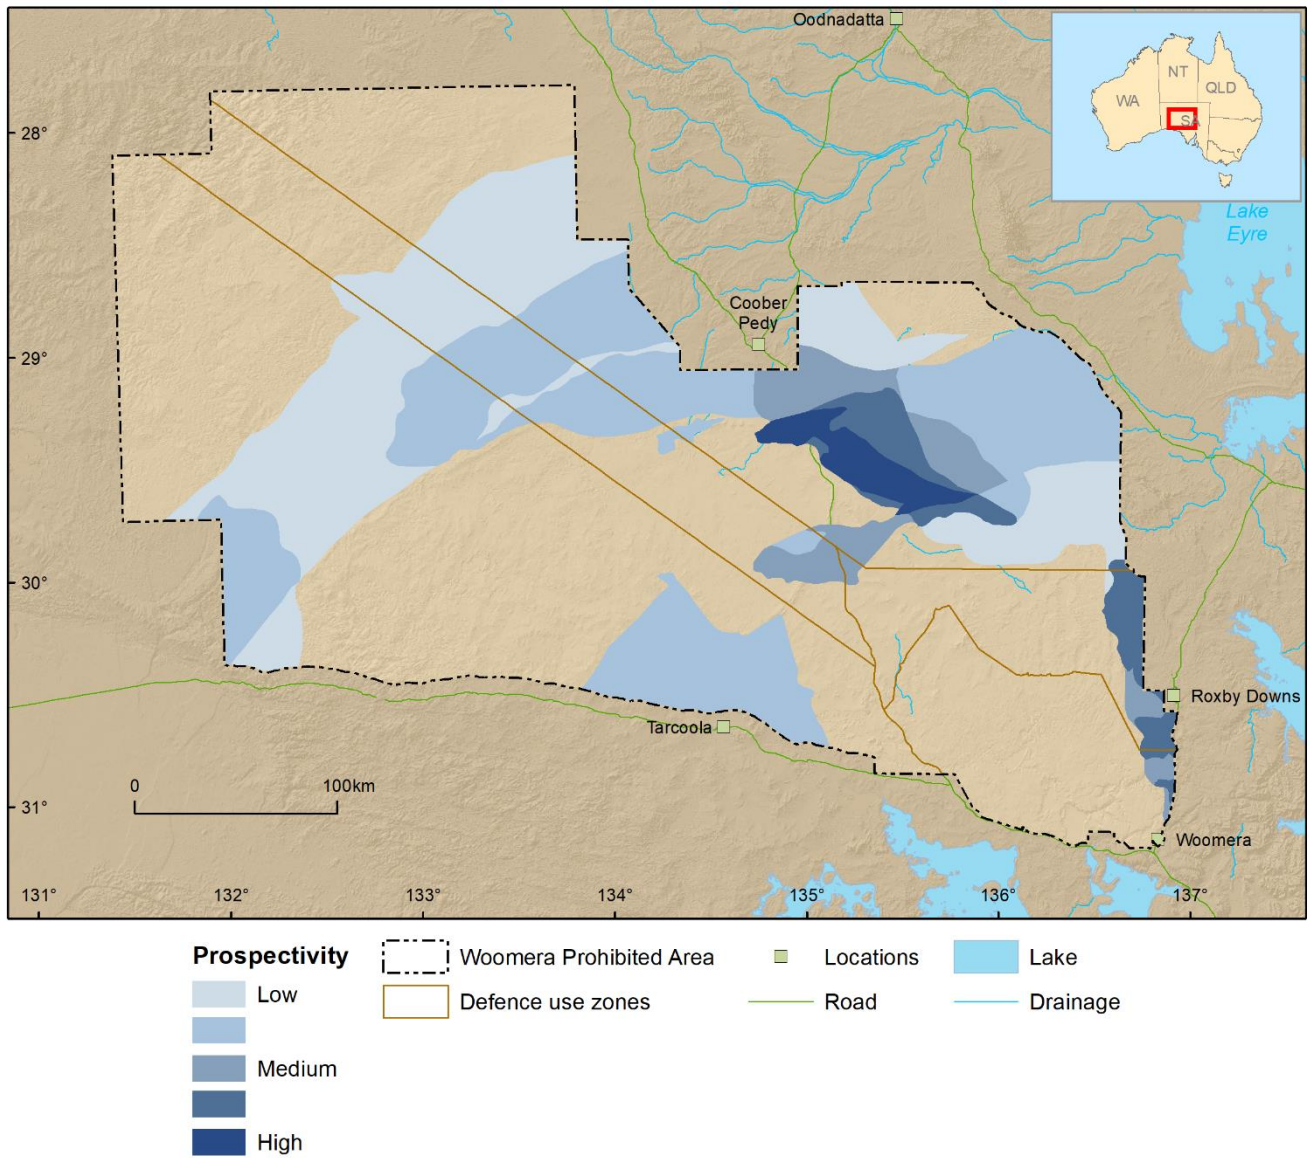 Oodnadatta
NT
WA
QLD
SA
28°
Lake
Eyre
Coober
Pedy
29°
30°
Roxby Downs
Tarcoola
0
100km
31°
Woomera
131°
132°
133°
134°
135°
136°
137°
Prospectivity
Woomera Prohibited Area
Locations
Lake
Low
Defence use zones
Road
Drainage
Medium
High